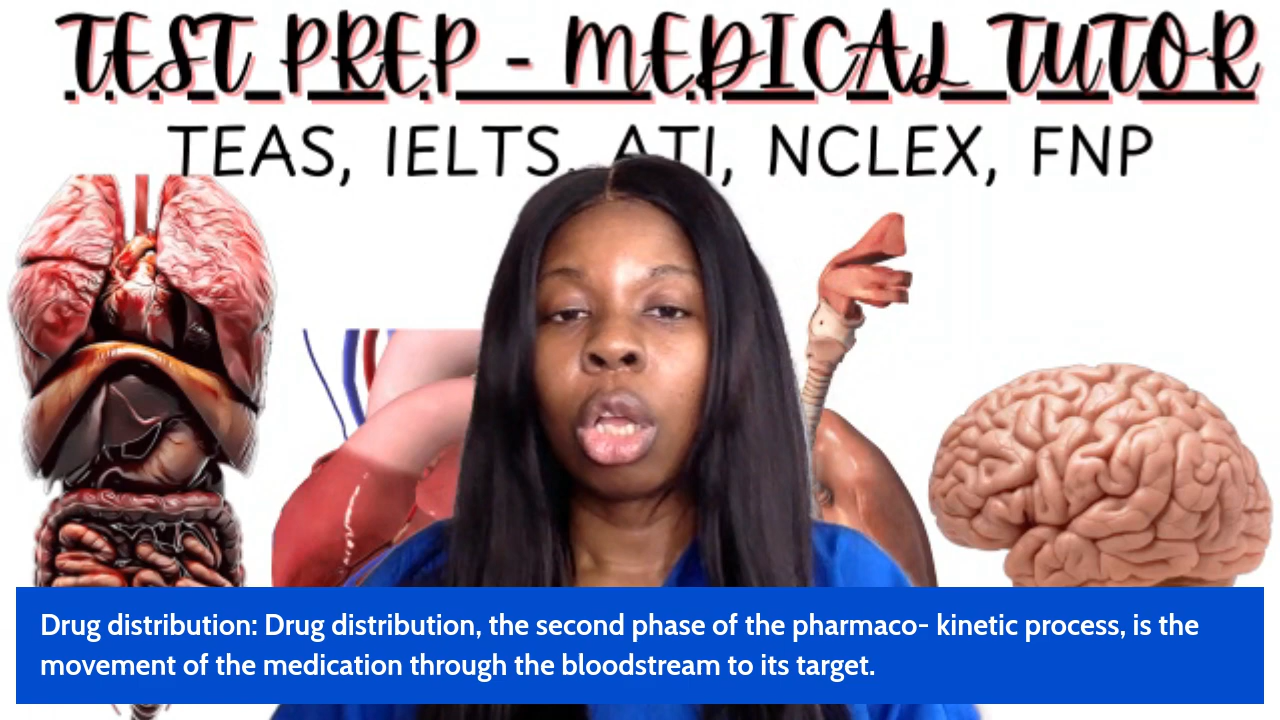 TEST PREP - MEDICAL TUTOR
TEAS, IELTS, ATI, NCLEX, FNP
Drug distribution: Drug distribution, the second phase of the pharmaco- kinetic process, is the
movement of the medication through the bloodstream to its target.